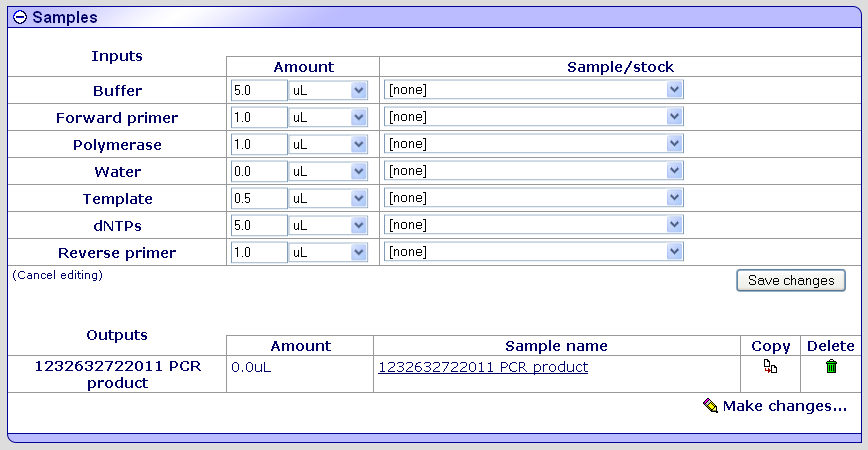 Samples
Inputs
Amount Sample/stock
Buffer 5.0 uL [none]
Forward primer 1.0 uL [none]
Polymerase 1.0 uL [none]
Water 0.0 uL [none]
Template 0.5 uL [none]
dNTPs 5.0 uL [none]
Reverse primer 1.0 uL [none]
(Cancel editing) Save changes
Outputs
Amount Sample name Copy Delete
1232632722011 PCR 0.0uL 1232632722011 PCR product
product
Make changes...